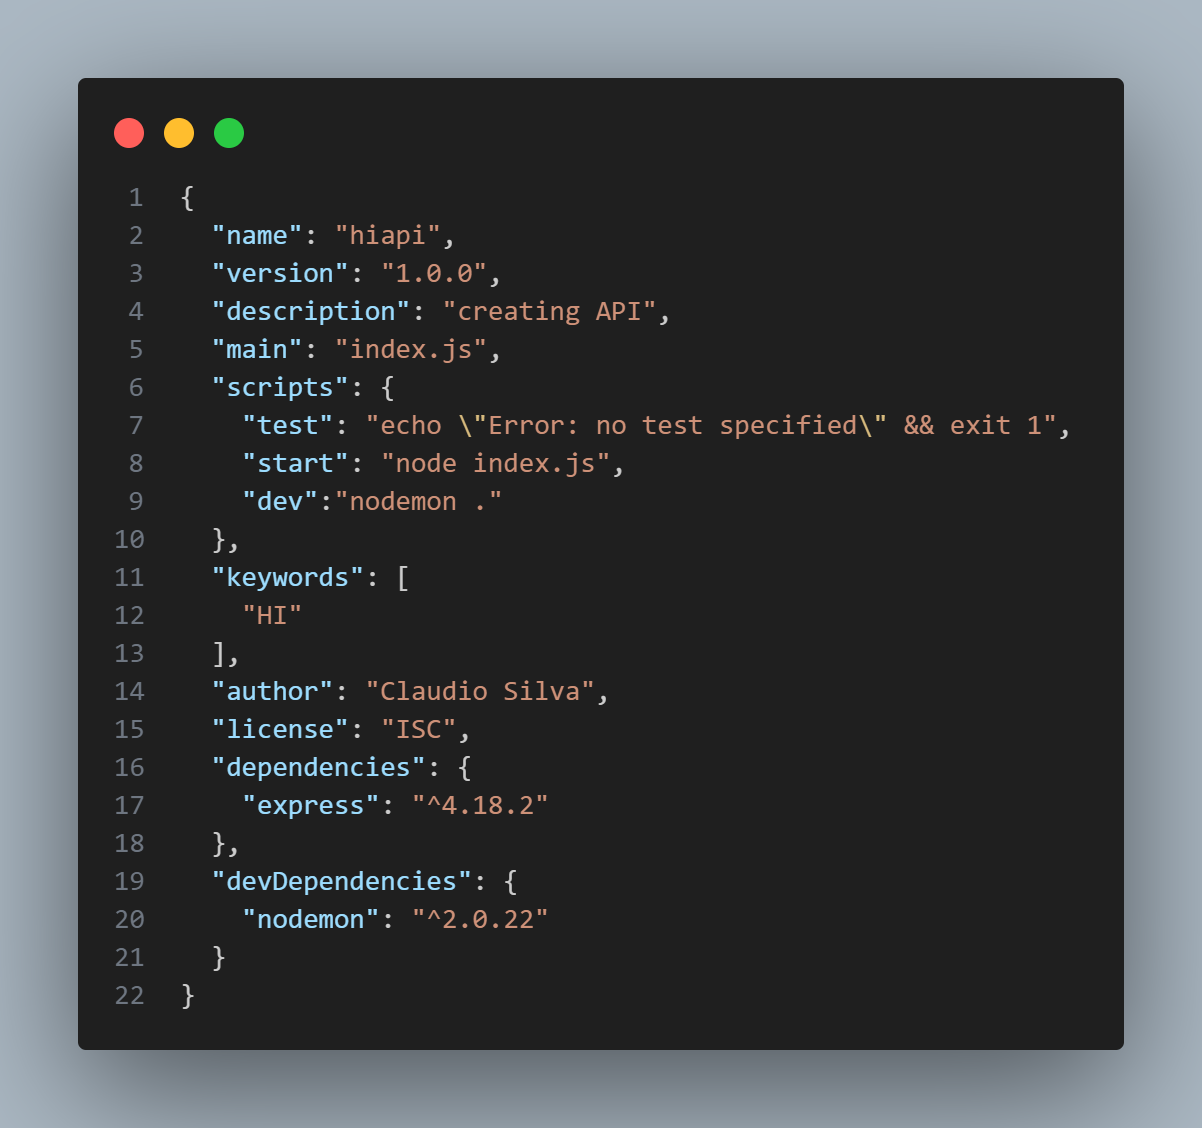 1 {
2   "name": "hiapi",
3   "version": "1.0.0",
4   "description": "creating API",
5   "main": "index.js",
6   "scripts": {
7     "test": "echo \"Error: no test specified\" && exit 1",
8     "start": "node index.js",
9     "dev":"nodemon ."
10   },
11   "keywords": [
12     "HI"
13   ],
14   "author": "Claudio Silva",
15   "license": "ISC",
16   "dependencies": {
17     "express": "^4.18.2"
18   },
19   "devDependencies": {
20     "nodemon": "^2.0.22"
21   }
22 }